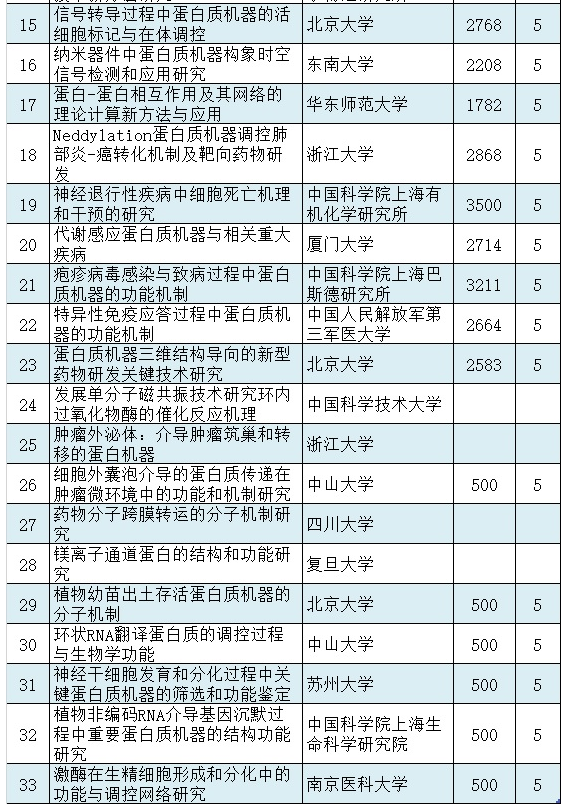 15 信号转导过程中蛋白质机器的活 北京大学 2768 5
细胞标记与在体调控
16 纳米器件中蛋白质机器构象时空 东南大学 2208 5
信号检测和应用研究
17 蛋白-蛋白相互作用及其网络的 华东师范大学 1782 5
理论计算新方法与应用
Neddylation蛋白质机器调控肺
18 部炎-癌转化机制及靶向药物研 浙江大学 2868 5
发
19 神经退行性疾病中细胞死亡机理 中国科学院上海有 3500 5
和干预的研究 机化学研究所
20 代谢感应蛋白质机器与相关重大 厦门大学 2714 5
疾病
21 疱疹病毒感染与致病过程中蛋白 中国科学院上海巴 3211 5
质机器的功能机制 斯德研究所
22 特异性免疫应答过程中蛋白质机 中国人民解放军第 2664 5
器的功能机制 三军医大学
23 蛋白质机器三维结构导向的新型 北京大学 2583 5
药物研发关键技术研究
24 发展单分子磁共振技术研究环内 中国科学技术大学
过氧化物酶的催化反应机理
25 肿瘤外泌体：介导肿瘤筑巢和转 浙江大学
移的蛋白机器
26 细胞外囊泡介导的蛋白质传递在 中山大学 500 5
肿瘤微环境中的功能和机制研究
27 药物分子跨膜转运的分子机制研 四川大学
究
28 镁离子通道蛋白的结构和功能研 复旦大学
究
29 植物幼苗出土存活蛋白质机器的 北京大学 500 5
分子机制
30 环状RNA翻译蛋白质的调控过程 中山大学 500 5
与生物学功能
31 神经干细胞发育和分化过程中关 苏州大学 500 5
键蛋白质机器的筛选和功能鉴定
植物非编码RNA介导基因沉默过
32 程中重要蛋白质机器的结构功能 中国科学院上海生 500 5
研究 命科学研究院
33 激酶在生精细胞形成和分化中的 南京医科大学 500 5
功能与调控网络研究